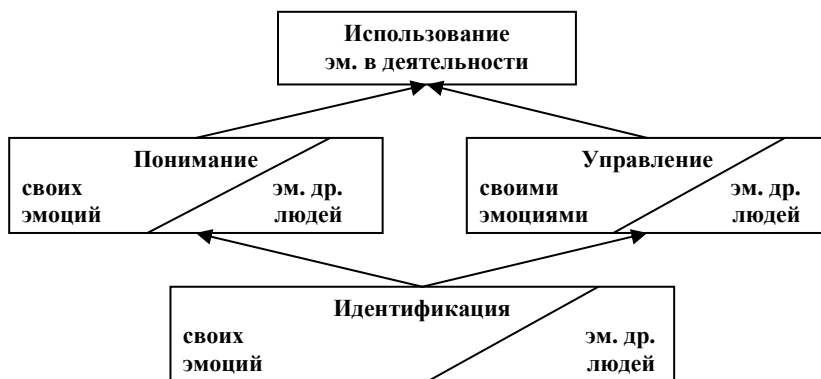 Использование
эм. в деятельности
Понимание
своих
эмоций
эм. др.
людей
Управление
своими
эмоциями
эм. др.
людей
Идентификация
своих
эмоций
эм. др.
людей